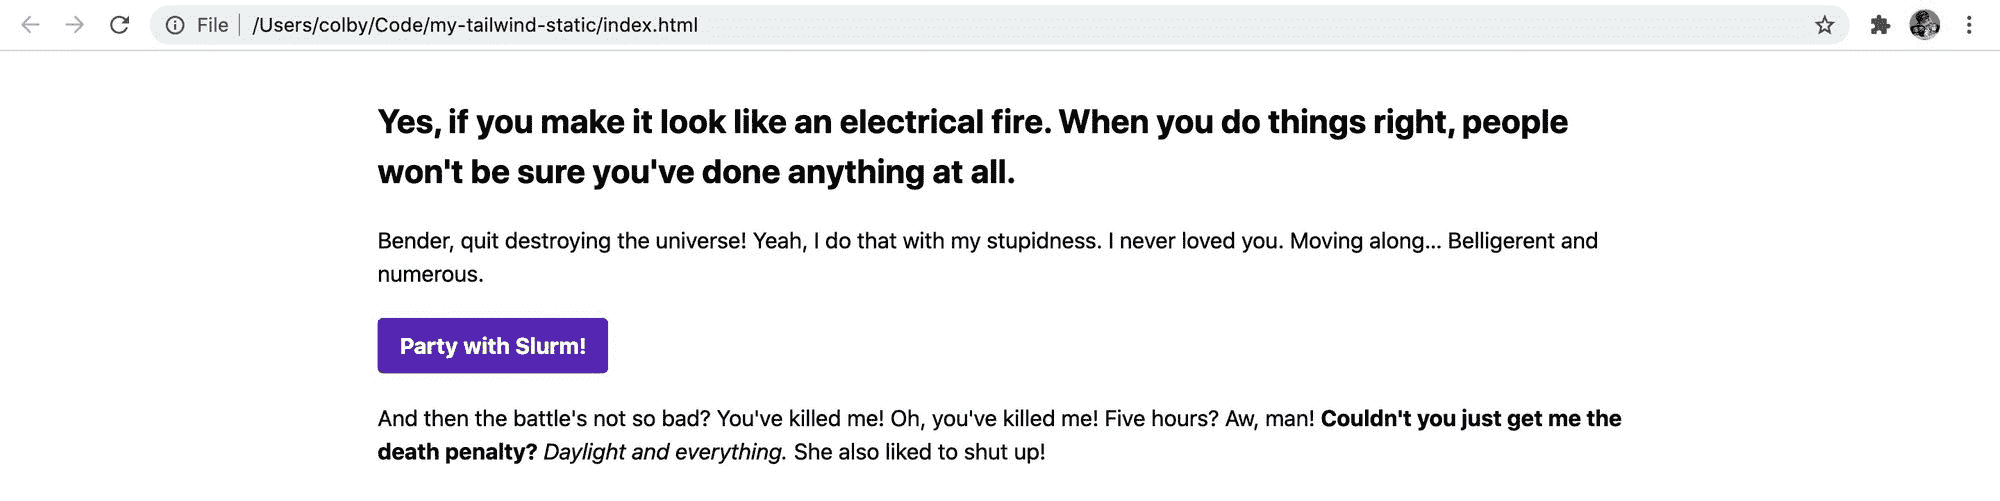 File /Users/colby/Code/my-tailwind-static/index.html
Yes, if you make it look like an electrical fire. When you do things right, people
won't be sure you've done anything at all.
Bender, quit destroying the universe! Yeah, I do that with my stupidness. I never loved you. Moving along... Belligerent and
numerous.
Party with Slurm!
And then the battle's not so bad? You've killed me! Oh, you've killed me! Five hours? Aw, man! Couldn't you just get me the
death penalty? Daylight and everything. She also liked to shut up!